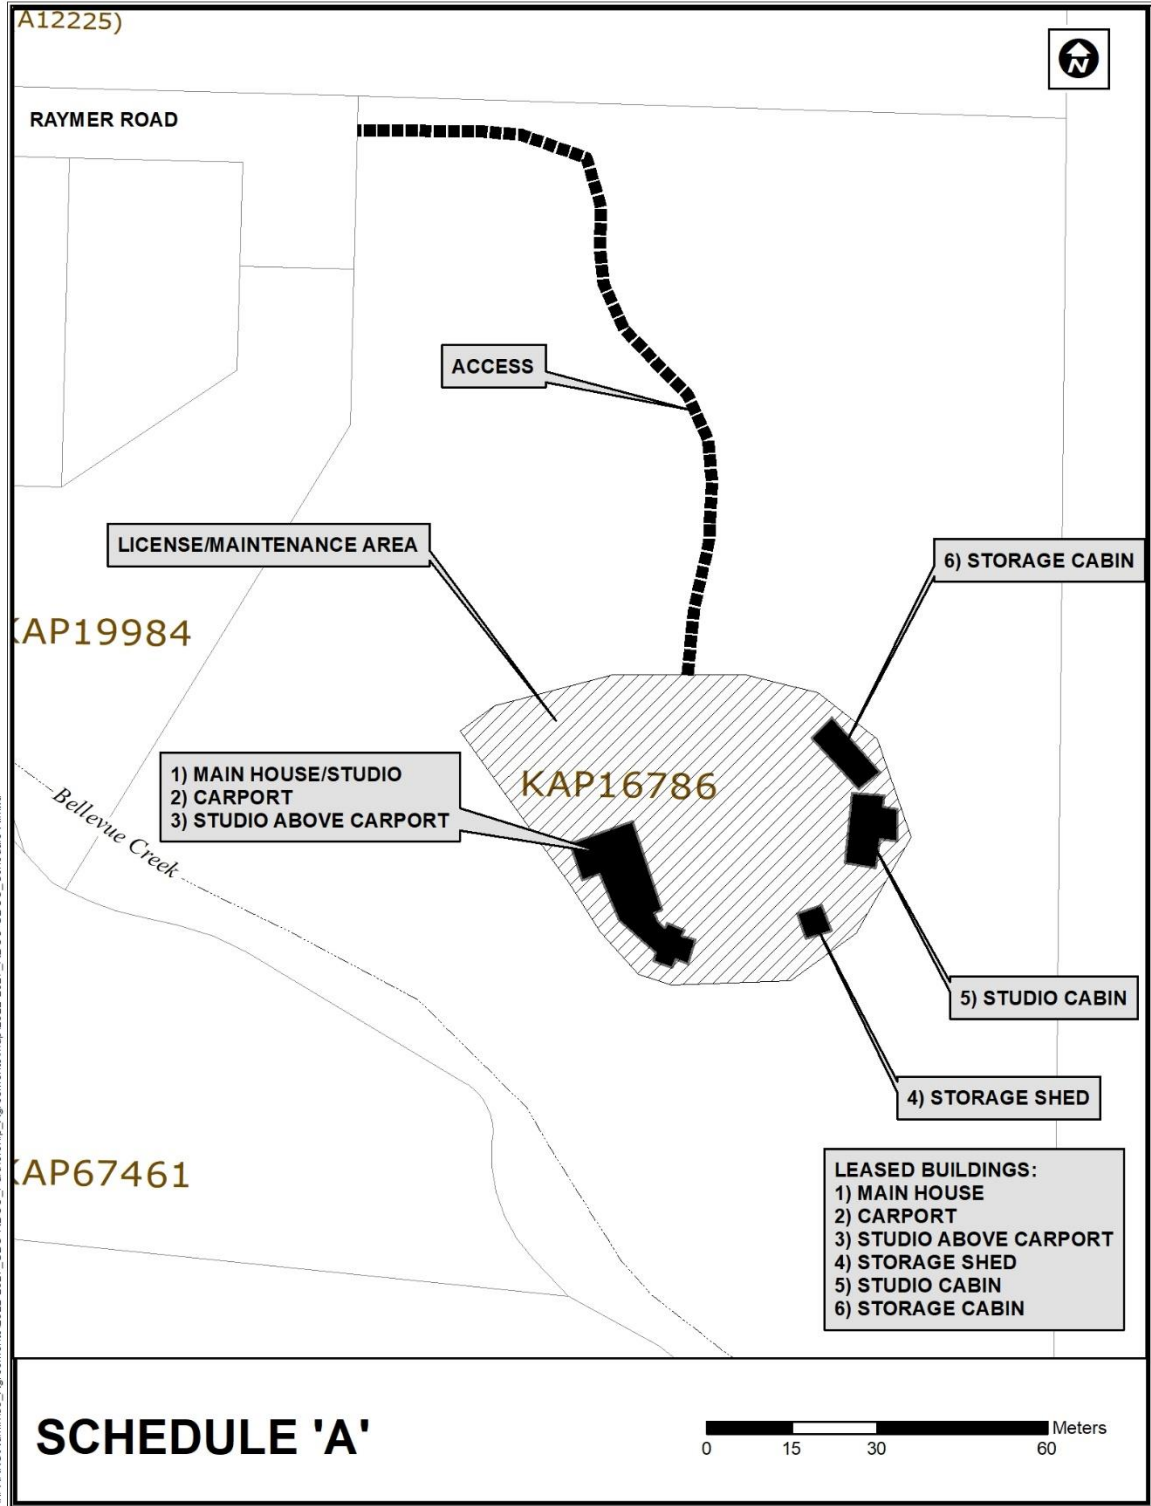 A12225)
N
RAYMER ROAD
ACCESS
LICENSE/MAINTENANCE AREA
6) STORAGE CABIN
AP19984
1) MAIN HOUSE/STUDIO
2) CARPORT
3) STUDIO ABOVE CARPORT
KAP16786
Bellevue Creek
5) STUDIO CABIN
4) STORAGE SHED
AP67461
LEASED BUILDINGS:
1) MAIN HOUSE
2) CARPORT
3) STUDIO ABOVE CARPORT
4) STORAGE SHED
5) STUDIO CABIN
6) STORAGE CABIN
SCHEDULE 'A'
Meters
0 15 30 60